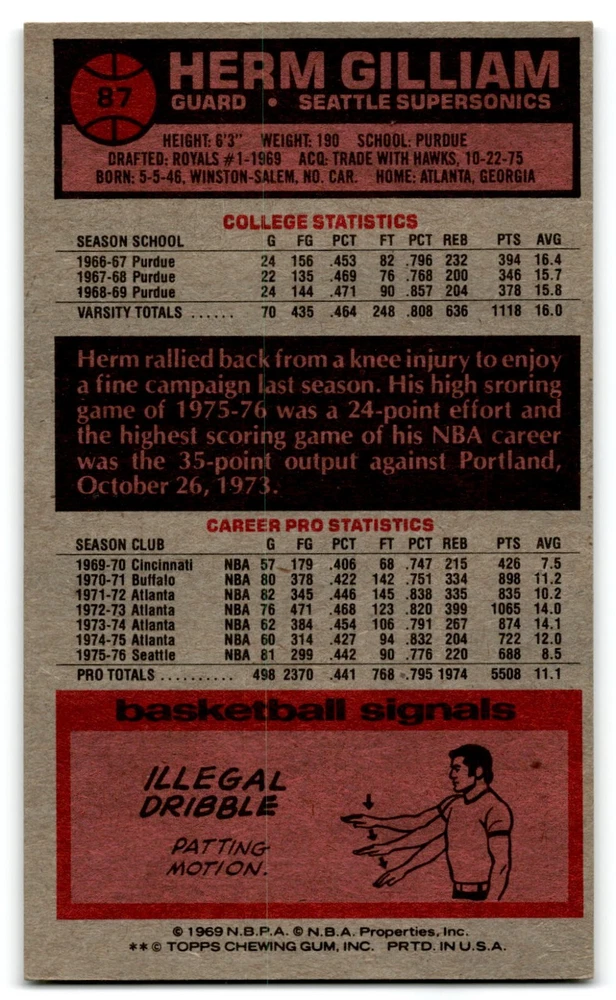 87
HERM GILLIAM
GUARD • SEATTLE SUPERSONICS
HEIGHT: 6'3" WEIGHT: 190 SCHOOL: PURDUE
DRAFTED: ROYALS #1-1969 ACQ: TRADE WITH HAWKS, 10-22-75
BORN: 5-5-46, WINSTON-SALEM, NO. CAR. HOME: ATLANTA, GEORGIA
COLLEGE STATISTICS
SEASON SCHOOL G FG PCT FT PCT REB PTS AVG
1966-67 Purdue 24 156 .453 82 .796 232 394 16.4
1967-68 Purdue 22 135 .469 76 .768 200 346 15.7
1968-69 Purdue 24 144 .471 90 .857 204 378 15.8
VARSITY TOTALS ...... 70 435 .464 248 .808 636 1118 16.0
Herm rallied back from a knee injury to enjoy
a fine campaign last season. His high sroring
game of 1975-76 was a 24-point effort and
the highest scoring game of his NBA career
was the 35-point output against Portland,
October 26, 1973.
CAREER PRO STATISTICS
SEASON CLUB G FG PCT FT PCT REB PTS AVG
1969-70 Cincinnati NBA 57 179 .406 68 .747 215 426 7.5
1970-71 Buffalo NBA 80 378 .422 142 .751 334 898 11.2
1971-72 Atlanta NBA 82 345 .446 145 .838 335 835 10.2
1972-73 Atlanta NBA 76 471 .468 123 .820 399 1065 14.0
1973-74 Atlanta NBA 62 384 .454 106 .791 267 874 14.1
1974-75 Atlanta NBA 60 314 .427 94 .832 204 722 12.0
1975-76 Seattle NBA 81 299 .442 90 .776 220 688 8.5
PRO TOTALS .......... 498 2370 .441 768 .795 1974 5508 11.1
basketball signals
ILLEGAL
DRIBBLE
PATTING
MOTION.
© 1969 N.B.P.A. © N.B.A. Properties, Inc.
**© TOPPS CHEWING GUM, INC. PRTD. IN U.S.A.